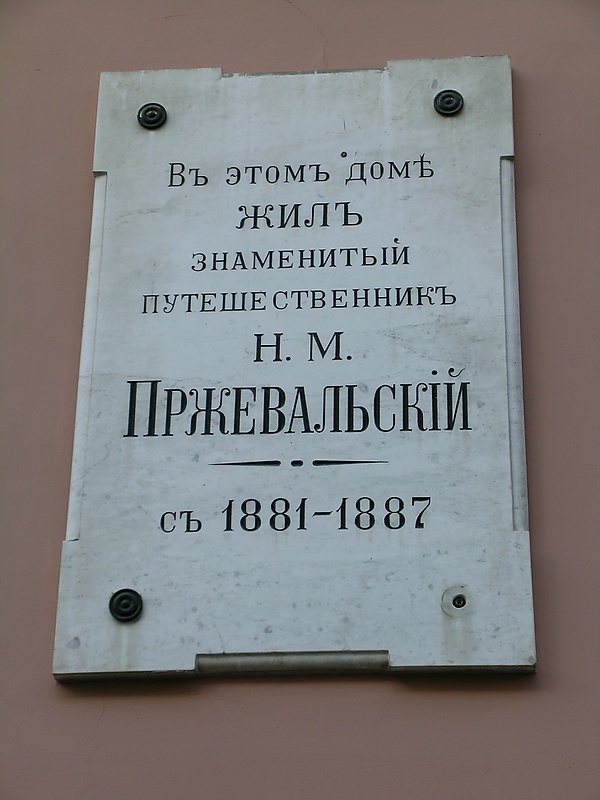 Въ этомъ домѣ
жилъ
знаменитый
путешественникъ
Н. М.
Пржевальскій
съ 1881-1887